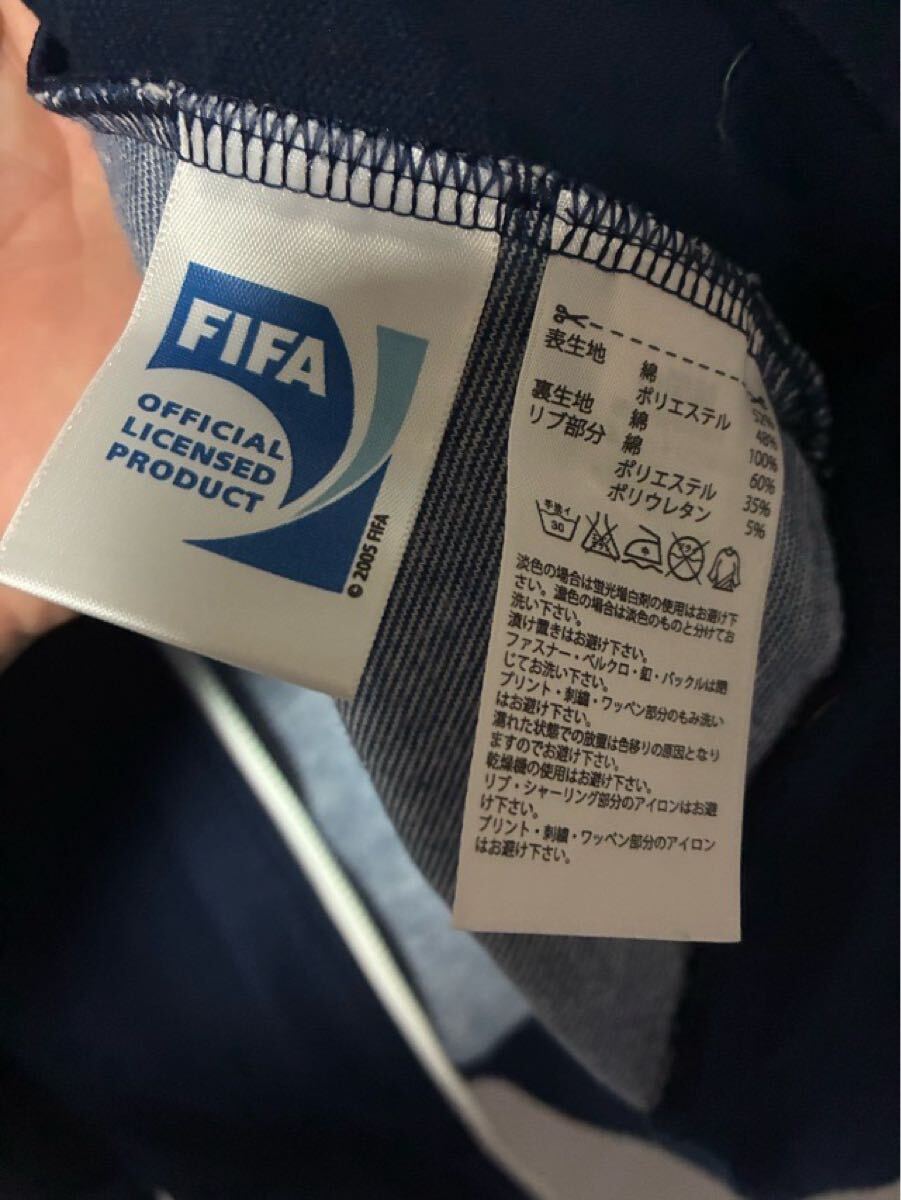 FIFA
OFFICIAL
LICENSED
PRODUCT
© 2005 FIFA
表生地 綿 52%
ポリエステル 48%
裏生地 綿 100%
リブ部分 綿 60%
ポリエステル 35%
ポリウレタン 5%
手洗イ
30
淡色の場合は蛍光増白剤の使用はお避け下
さい。濃色の場合は淡色のものと分けてお
洗い下さい。
漬け置きはお避け下さい。
ファスナー・ベルクロ・釦・バックルは閉
じてお洗い下さい。
プリント・刺繍・ワッペン部分のもみ洗い
はお避け下さい。
濡れた状態での放置は色移りの原因となり
ますのでお避け下さい。
乾燥機の使用はお避け下さい。
リブ・シャーリング部分のアイロンはお避
け下さい。
プリント・刺繍・ワッペン部分のアイロン
はお避け下さい。